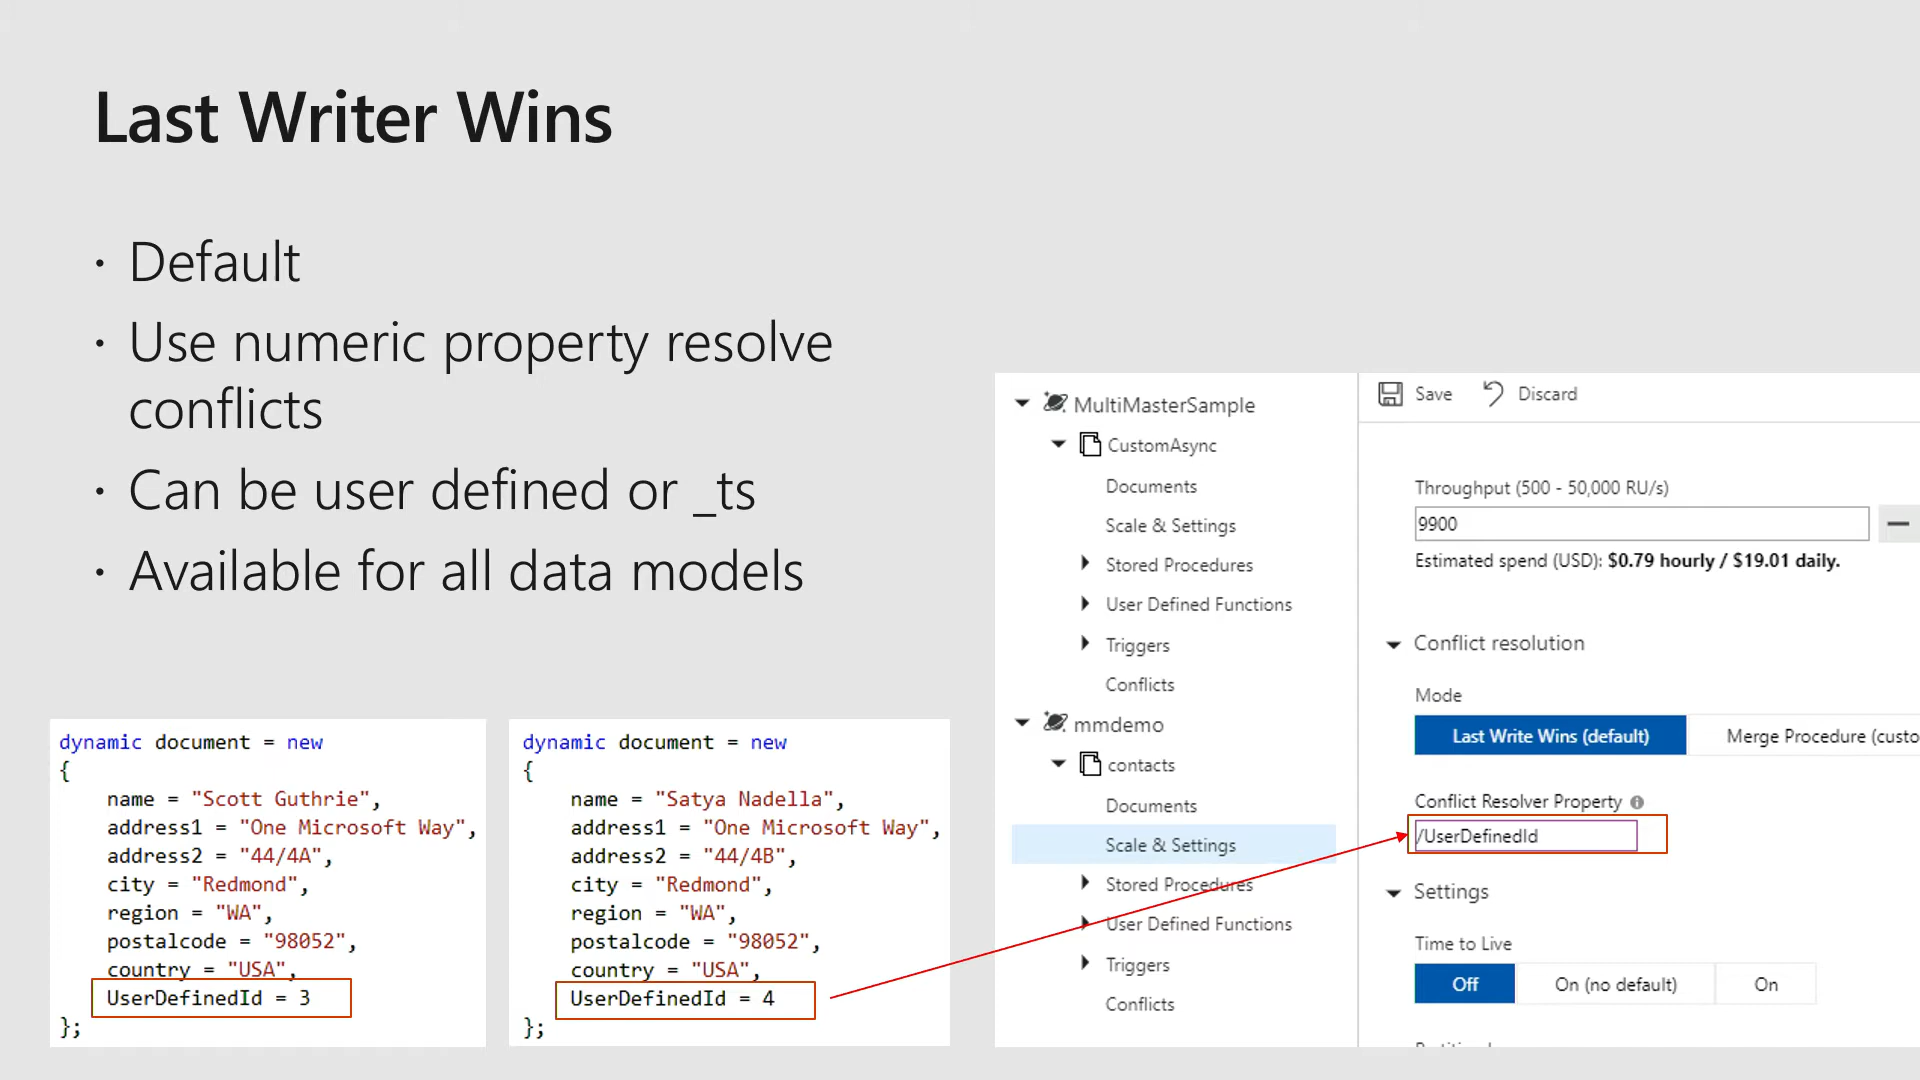 Last Writer Wins
· Default
· Use numeric property resolve
conflicts
· Can be user defined or _ts
· Available for all data models
dynamic document = new
{
name = "Scott Guthrie",
address1 = "One Microsoft Way",
address2 = "44/4A",
city = "Redmond",
region = "WA",
postalcode = "98052",
country = "USA",
UserDefinedId = 3
};
dynamic document = new
{
name = "Satya Nadella",
address1 = "One Microsoft Way",
address2 = "44/4B",
city = "Redmond",
region = "WA",
postalcode = "98052",
country = "USA",
UserDefinedId = 4
};
MultiMasterSample
CustomAsync
Documents
Scale & Settings
Stored Procedures
User Defined Functions
Triggers
Conflicts
mmdemo
contacts
Documents
Scale & Settings
Stored Procedures
User Defined Functions
Triggers
Conflicts
Save Discard
Throughput (500 - 50,000 RU/s)
9900
Estimated spend (USD): $0.79 hourly / $19.01 daily.
Conflict resolution
Mode
Last Write Wins (default) Merge Procedure (custo
Conflict Resolver Property
/UserDefinedId
Settings
Time to Live
Off On (no default) On